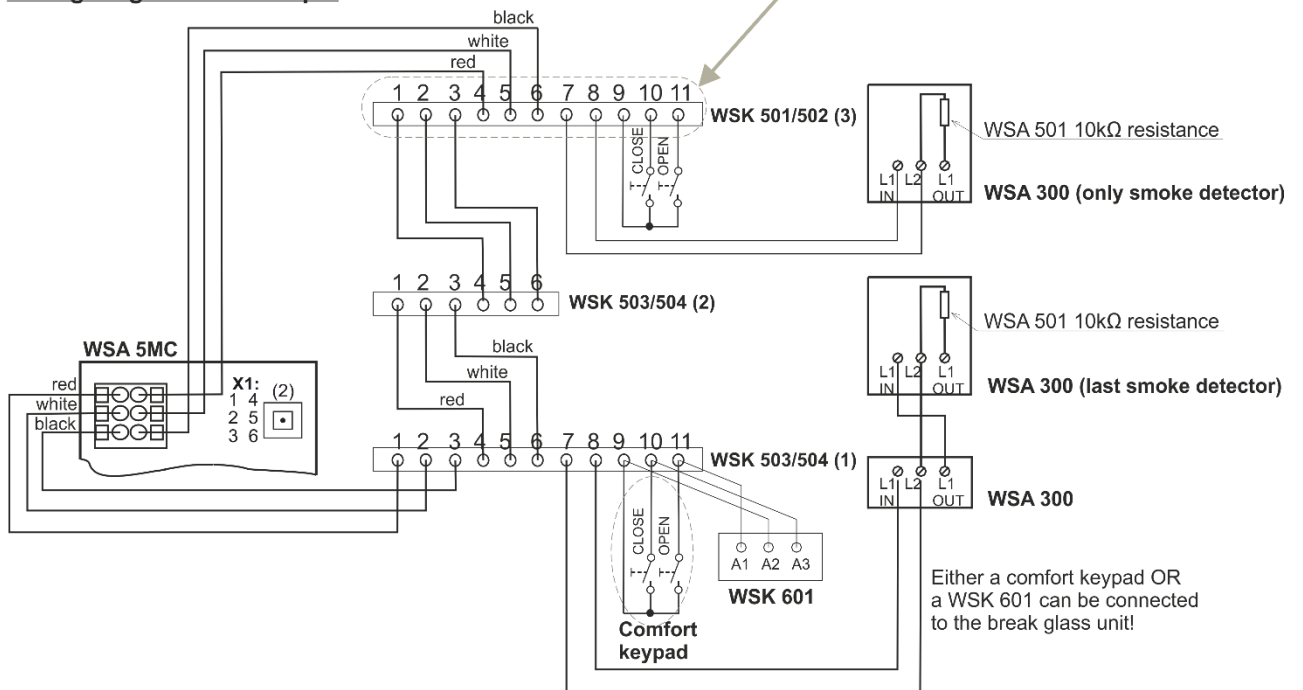 black
white
red
1 2 3 4 5 6 7 8 9 10 11
WSK 501/502 (3)
CLOSE
OPEN
WSA 501 10kΩ resistance
L1 L2 L1
IN OUT
WSA 300 (only smoke detector)
1 2 3 4 5 6
WSK 503/504 (2)
WSA 501 10kΩ resistance
L1 L2 L1
IN OUT
WSA 300 (last smoke detector)
black
white
red
WSA 5MC
red
white
black
X1:
1 4
2 5
3 6
(2)
1 2 3 4 5 6 7 8 9 10 11
WSK 503/504 (1)
L1 L2 L1
IN OUT
WSA 300
CLOSE
OPEN
A1 A2 A3
WSK 601
Comfort
keypad
Either a comfort keypad OR
a WSK 601 can be connected
to the break glass unit!